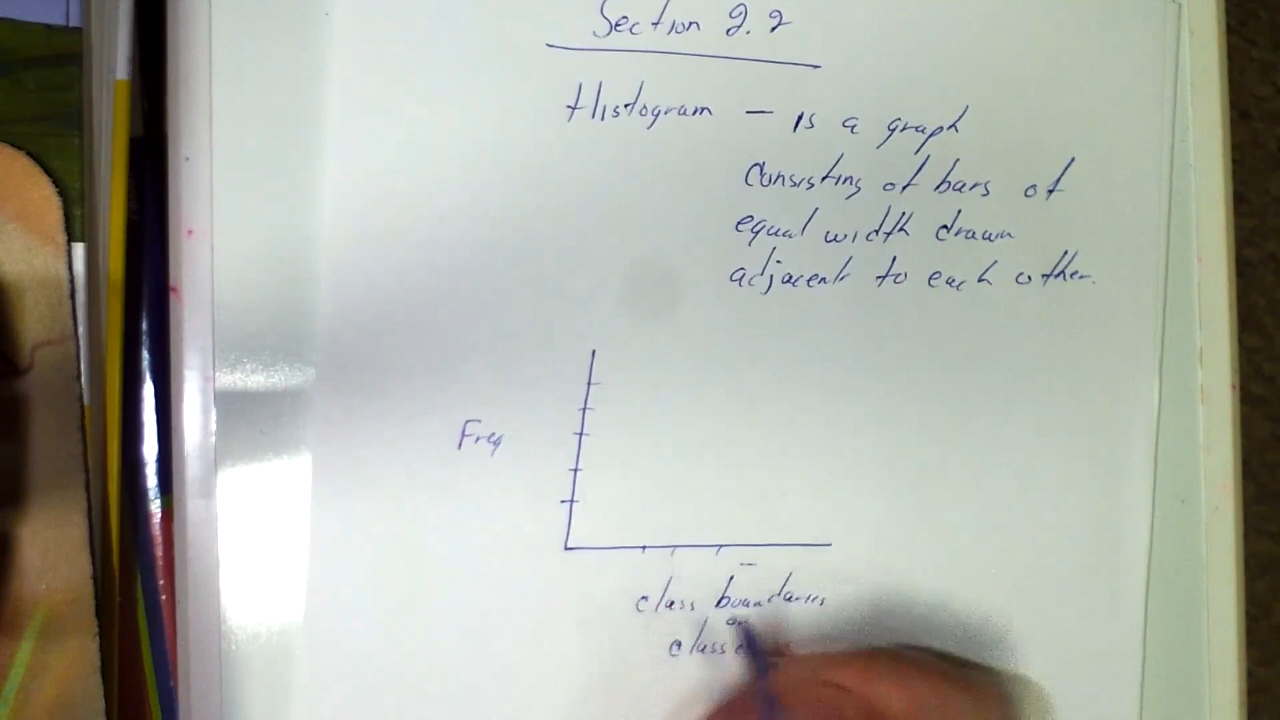 Section 2.2
Histogram — is a graph
consisting of bars of
equal width drawn
adjacent to each other.
Freq
class boundaries
or
class